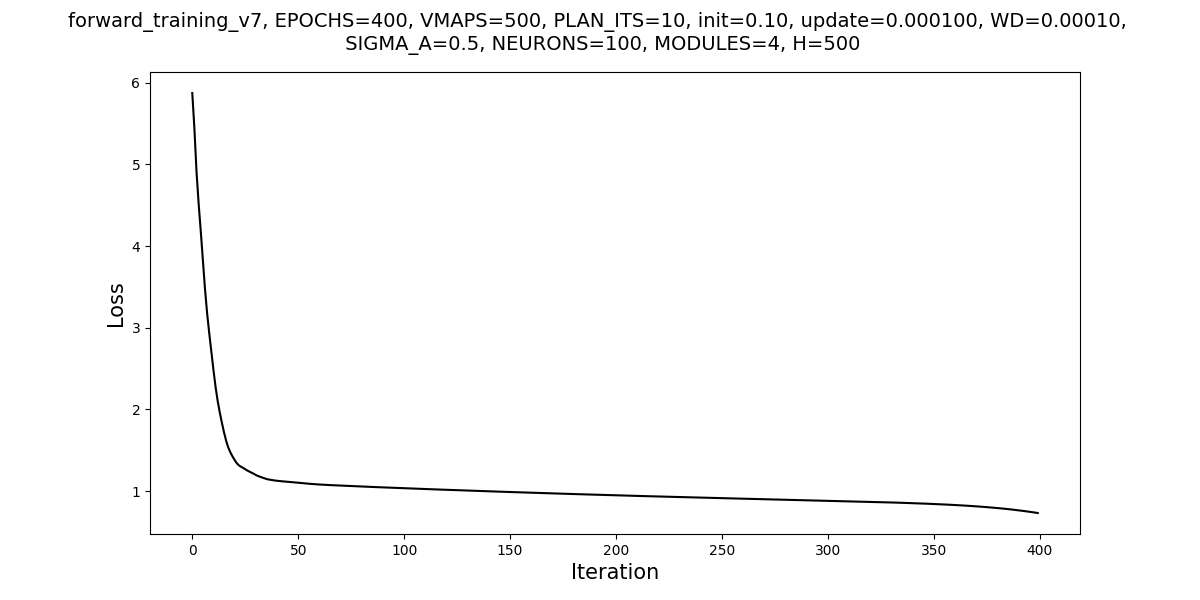 forward_training_v7, EPOCHS=400, VMAPS=500, PLAN_ITS=10, init=0.10, update=0.000100, WD=0.00010,
SIGMA_A=0.5, NEURONS=100, MODULES=4, H=500
6
5
4
3
2
1
Loss
0 50 100 150 200 250 300 350 400
Iteration